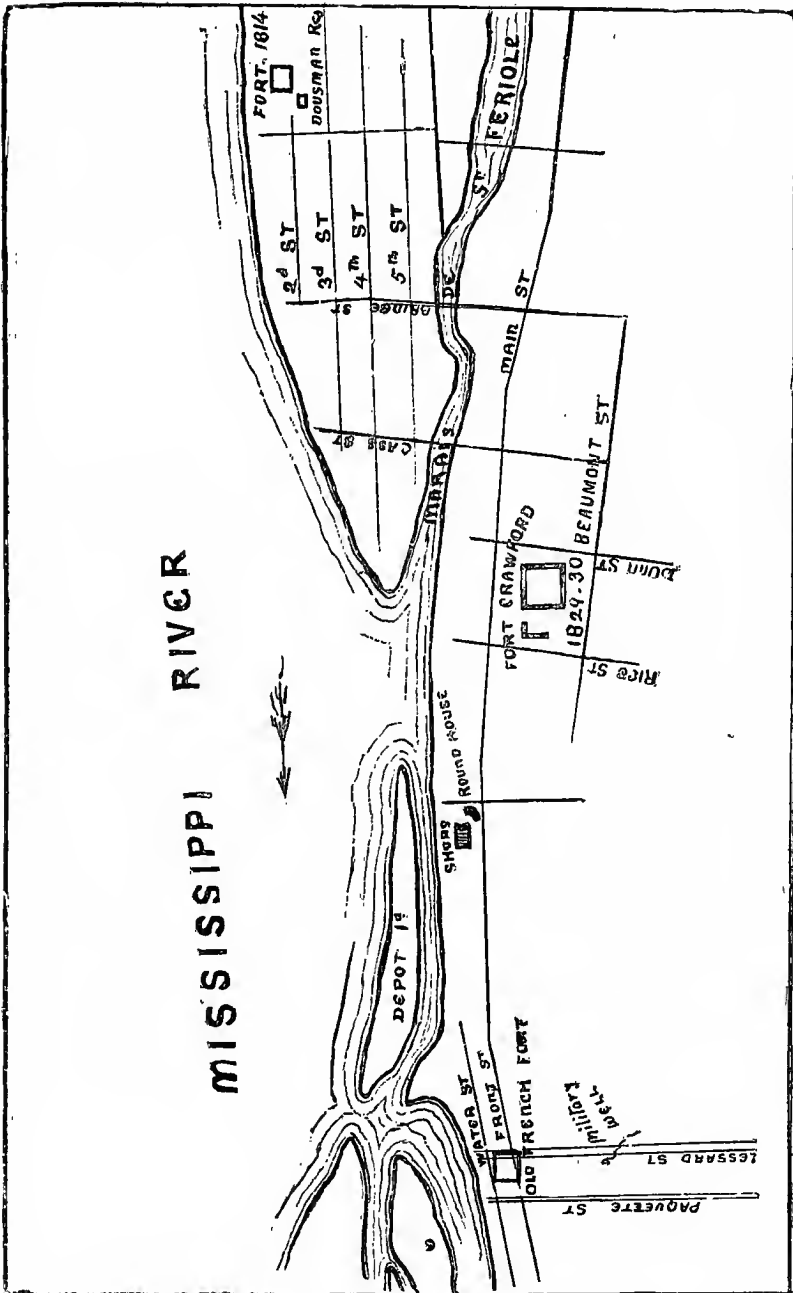 MISSISSIPPI RIVER
FORT. 1814
DOUSMAN Res
2d ST
3d ST
4th ST
5th ST
BRIDGE ST
CASS ST
MARAIS DE ST FERIOLE
MAIN ST
FORT CRAWFORD
1829-30
BEAUMONT ST
DUNN ST
RICE ST
SHOPS
ROUND HOUSE
DEPOT Id
WATER ST
FRONT ST
OLD FRENCH FORT
Military
Well
LESSARD ST
PAQUETTE ST